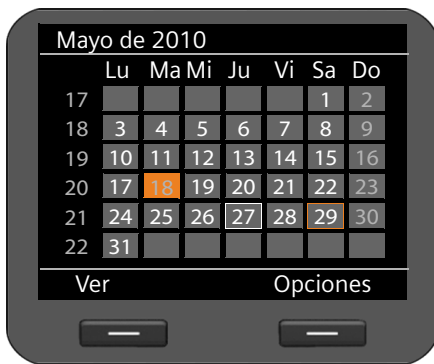 Mayo de 2010
Lu Ma Mi Ju Vi Sa Do
17 1 2
18 3 4 5 6 7 8 9
19 10 11 12 13 14 15 16
20 17 18 19 20 21 22 23
21 24 25 26 27 28 29 30
22 31
Ver Opciones